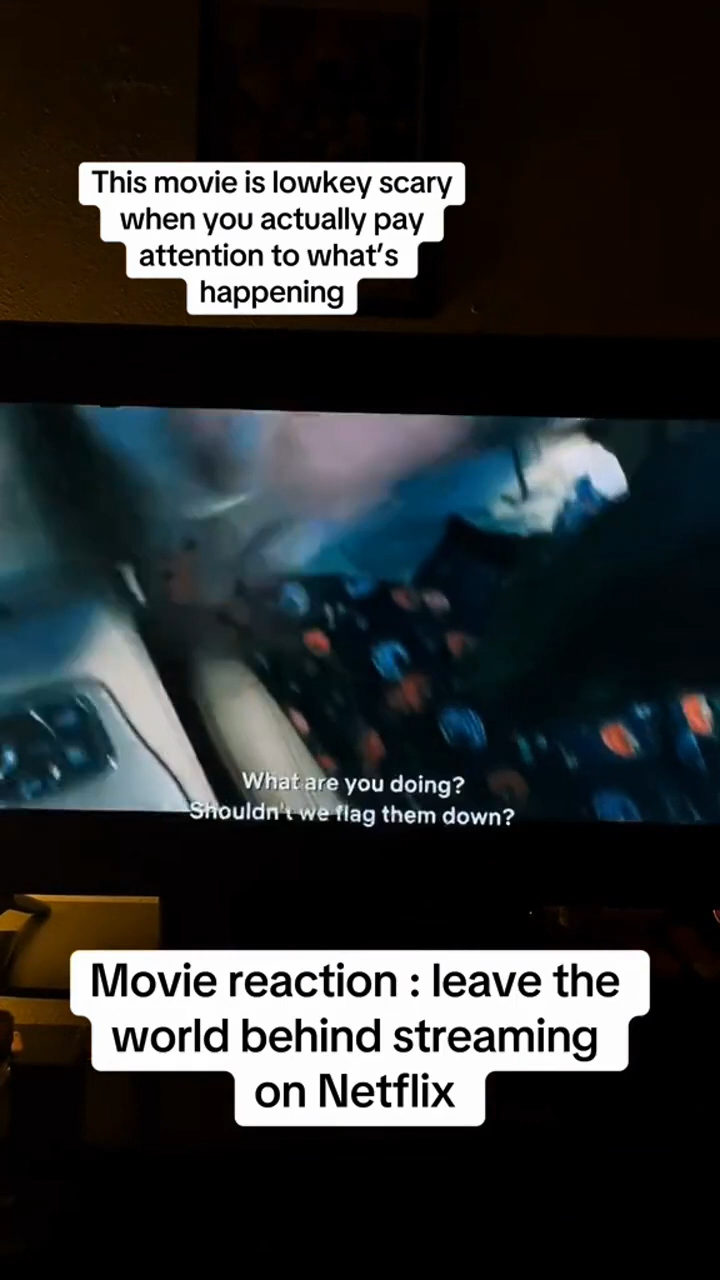 This movie is lowkey scary
when you actually pay
attention to what's
happening
What are you doing?
Shouldn't we flag them down?
Movie reaction : leave the
world behind streaming
on Netflix